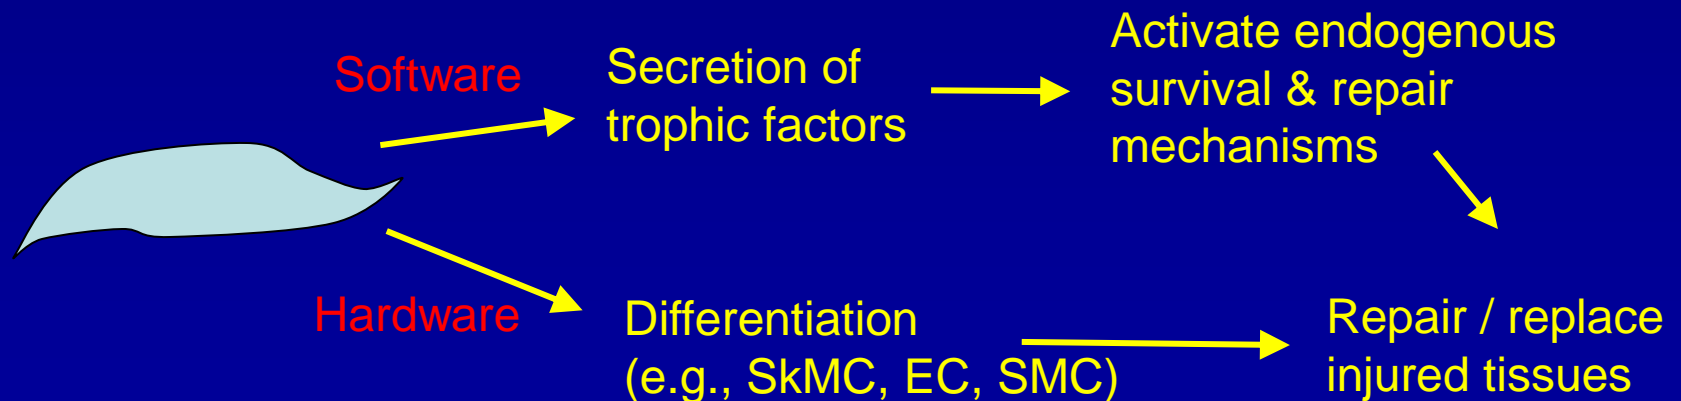 Software
Secretion of
trophic factors
Activate endogenous
survival & repair
mechanisms
Hardware
Differentiation
(e.g., SkMC, EC, SMC)
Repair / replace
injured tissues